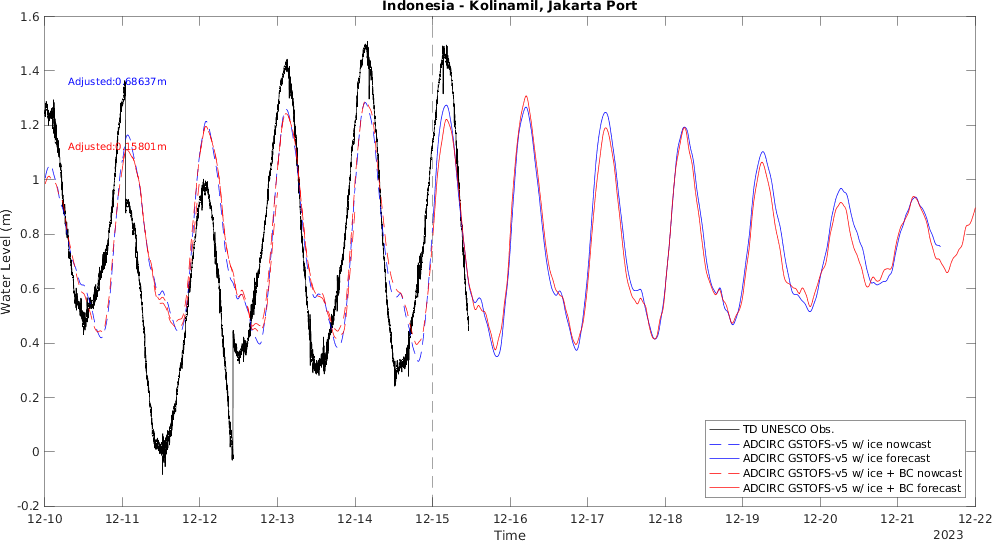 Indonesia - Kolinamil, Jakarta Port
1.6
1.4
1.2
1
0.8
0.6
0.4
0.2
0
-0.2
Water Level (m)
Adjusted:0.68637m
Adjusted:0.15801m
TD UNESCO Obs.
ADCIRC GSTOFS-v5 w/ ice nowcast
ADCIRC GSTOFS-v5 w/ ice forecast
ADCIRC GSTOFS-v5 w/ ice + BC nowcast
ADCIRC GSTOFS-v5 w/ ice + BC forecast
12-10 12-11 12-12 12-13 12-14 12-15 12-16 12-17 12-18 12-19 12-20 12-21 12-22
Time
2023